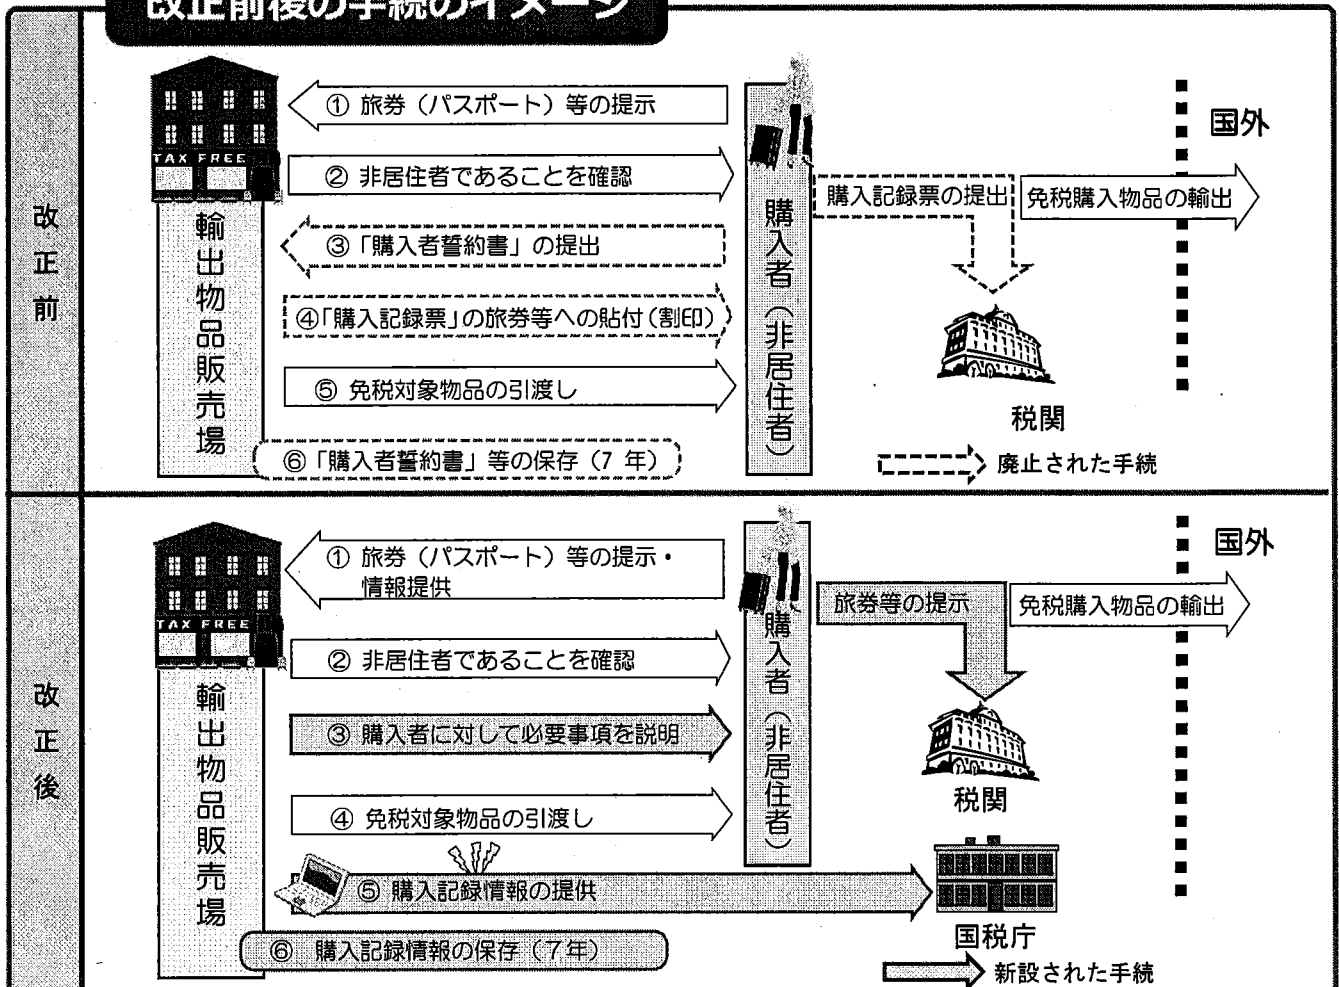 改正前後の手続のイメージ
改正前
TAX FREE
輸出物品販売場
① 旅券（パスポート）等の提示
② 非居住者であることを確認
③「購入者誓約書」の提出
④「購入記録票」の旅券等への貼付（割印）
⑤ 免税対象物品の引渡し
⑥「購入者誓約書」等の保存（7 年）
購入者（非居住者）
購入記録票の提出
免税購入物品の輸出
国外
税関
廃止された手続
改正後
TAX FREE
輸出物品販売場
① 旅券（パスポート）等の提示・
情報提供
② 非居住者であることを確認
③ 購入者に対して必要事項を説明
④ 免税対象物品の引渡し
⑤ 購入記録情報の提供
⑥ 購入記録情報の保存（7年）
購入者（非居住者）
旅券等の提示
免税購入物品の輸出
国外
税関
国税庁
新設された手続